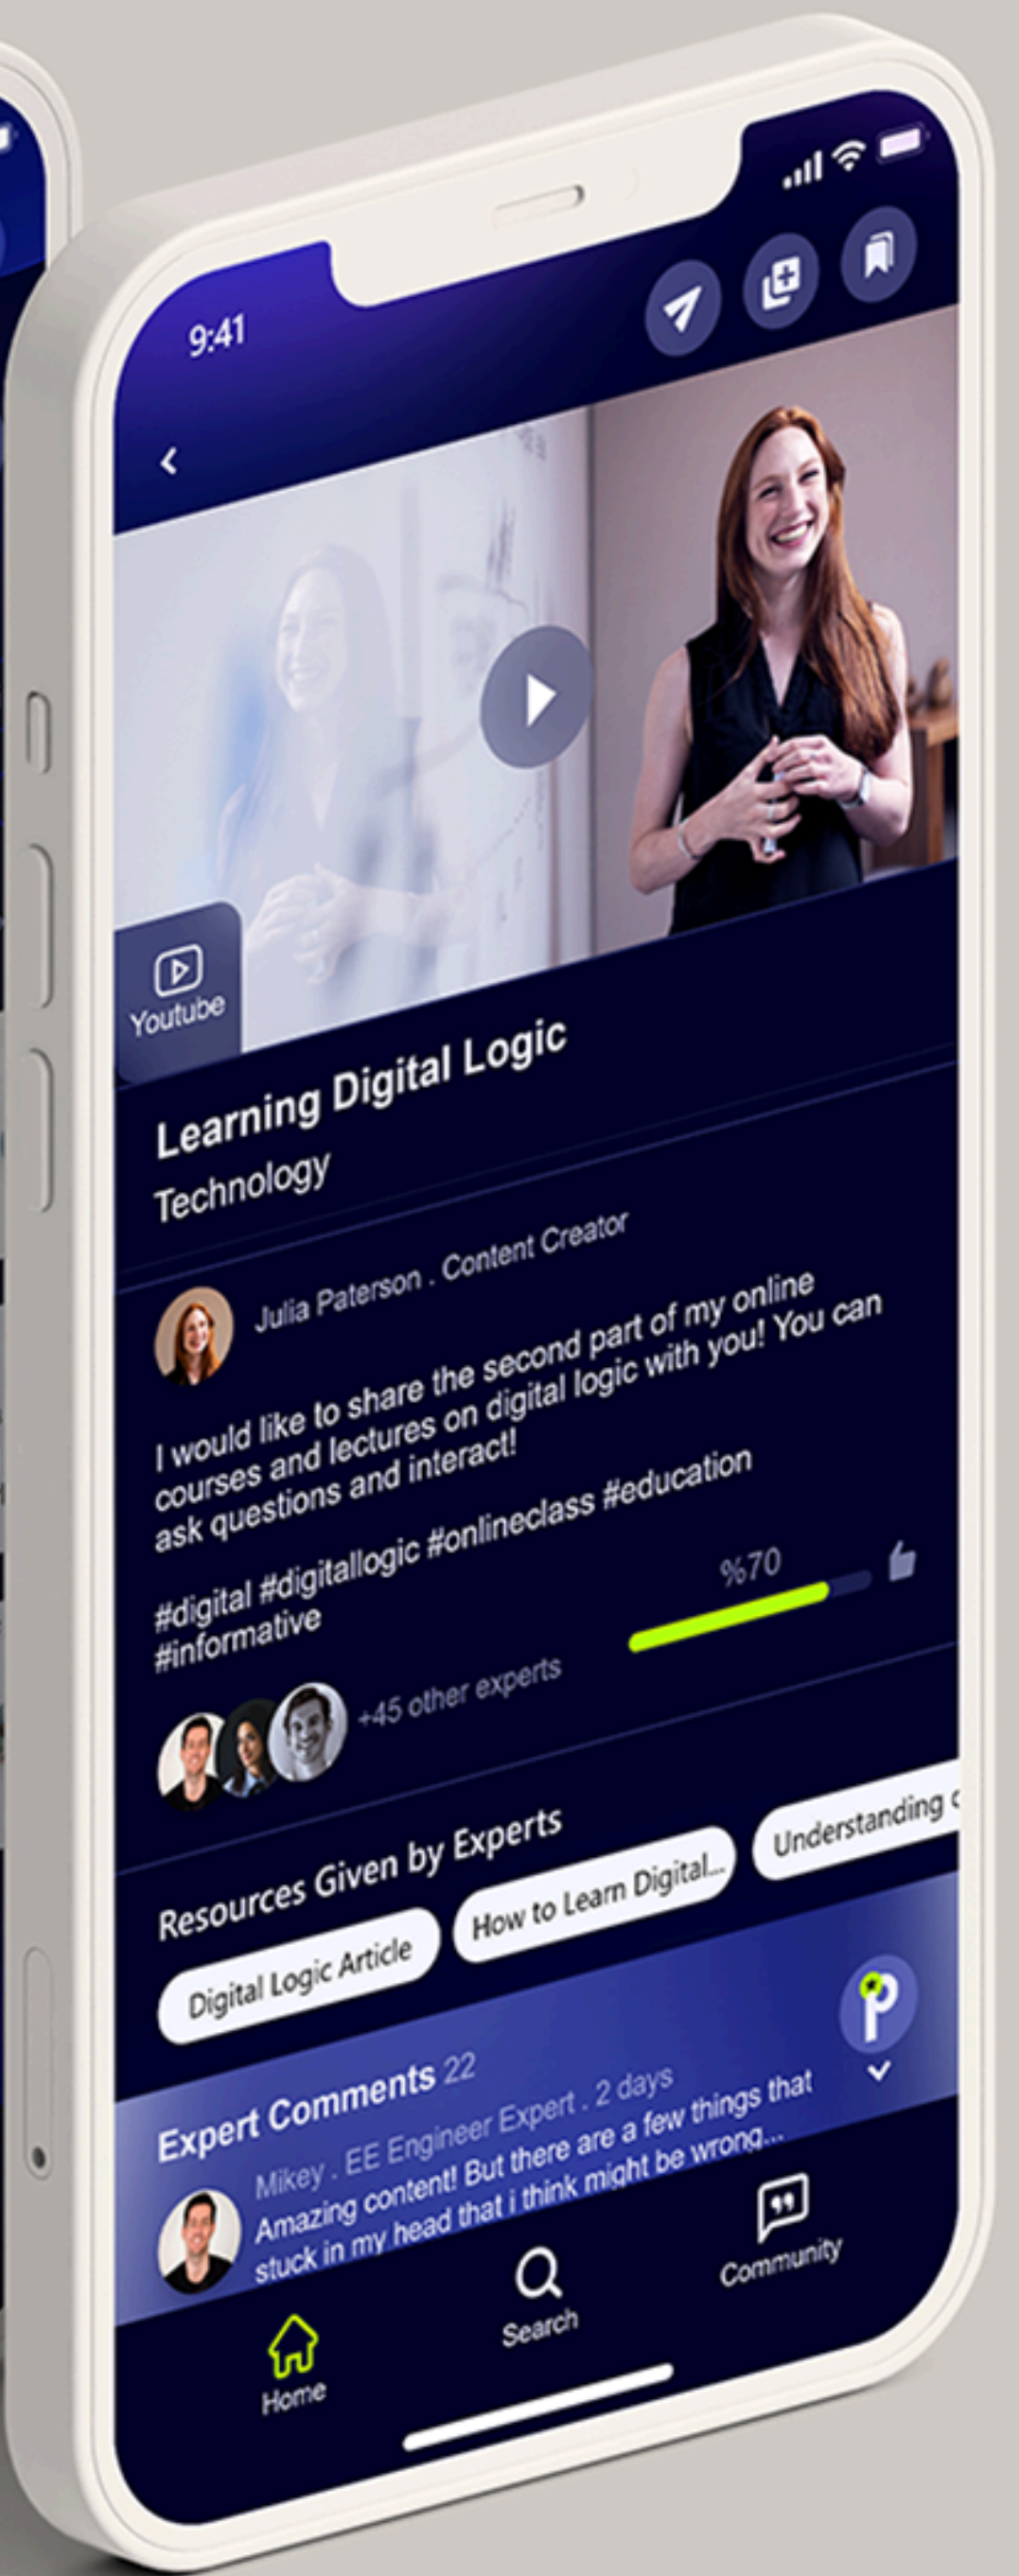 9:41
Youtube
Learning Digital Logic
Technology
Julia Paterson . Content Creator
I would like to share the second part of my online
courses and lectures on digital logic with you! You can
ask questions and interact!
#digital #digitallogic #onlineclass #education
#informative
%70
+45 other experts
Resources Given by Experts
Digital Logic Article
How to Learn Digital...
Understanding
Expert Comments 22
Mikey . EE Engineer Expert . 2 days
Amazing content! But there are a few things that
stuck in my head that i think might be wrong...
Home
Search
Community